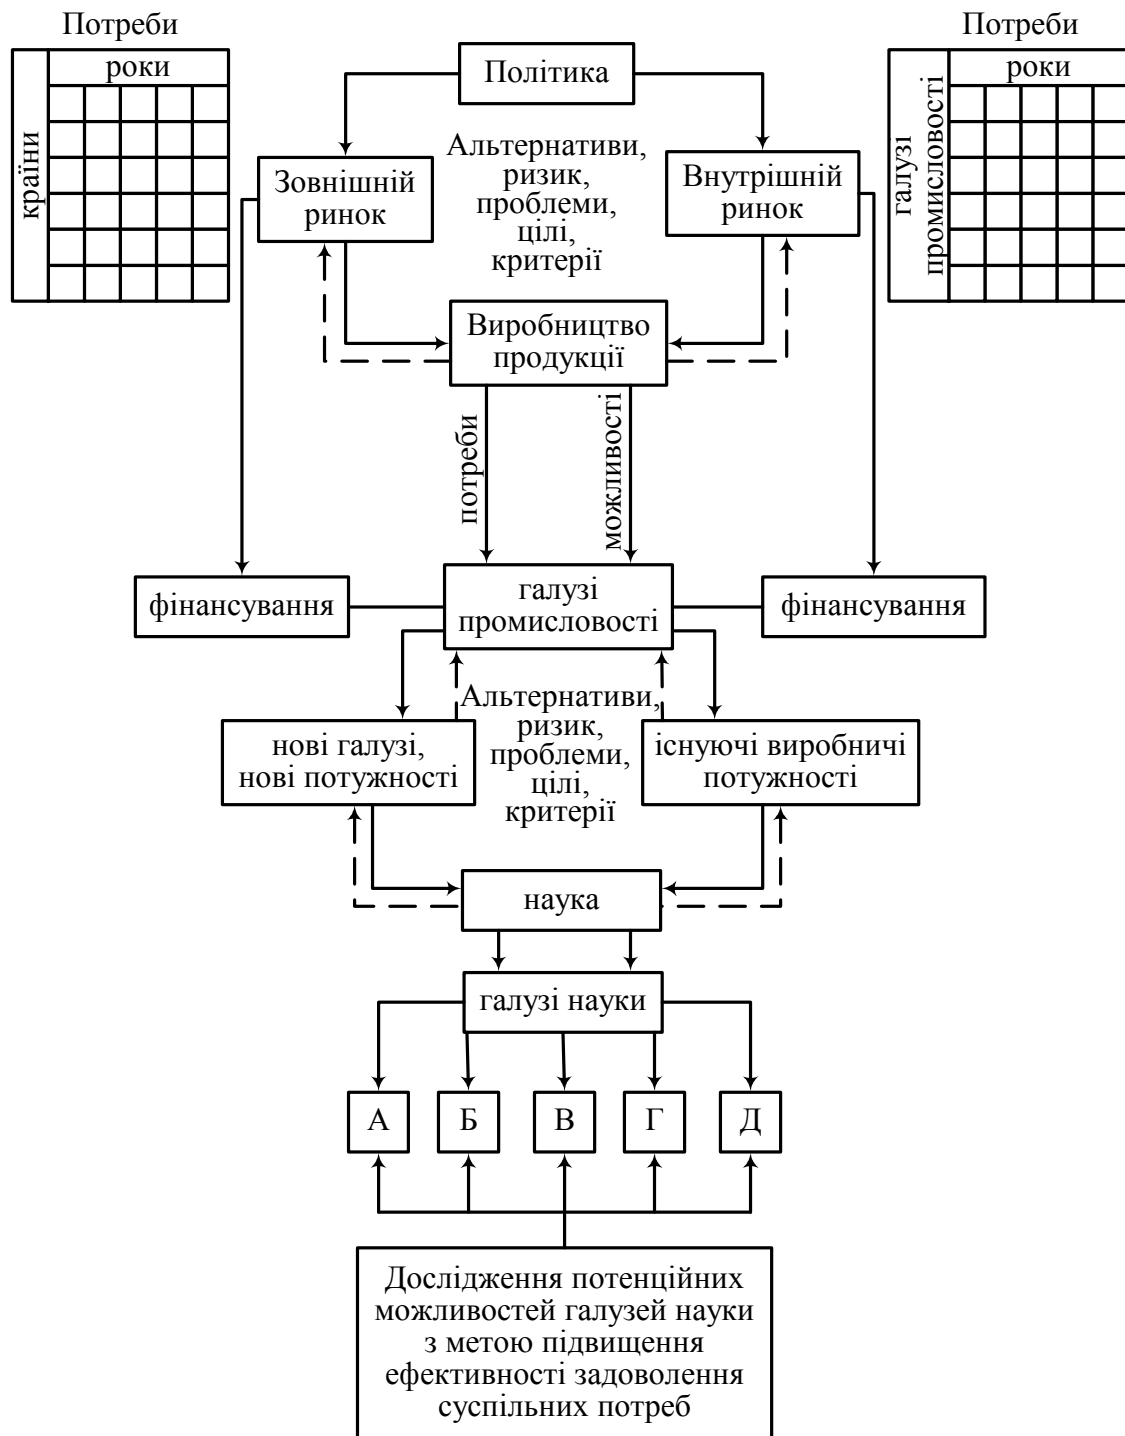 Потреби
роки
країни
Потреби
роки
галузі
промисловості
Політика
Зовнішній
ринок
Альтернативи,
ризик,
проблеми,
цілі,
критерії
Внутрішній
ринок
Виробництво
продукції
потреби
можливості
фінансування
галузі
промисловості
фінансування
нові галузі,
нові потужності
Альтернативи,
ризик,
проблеми,
цілі,
критерії
існуючі виробничі
потужності
наука
галузі науки
А
Б
В
Г
Д
Дослідження потенційних
можливостей галузей науки
з метою підвищення
ефективності задоволення
суспільних потреб